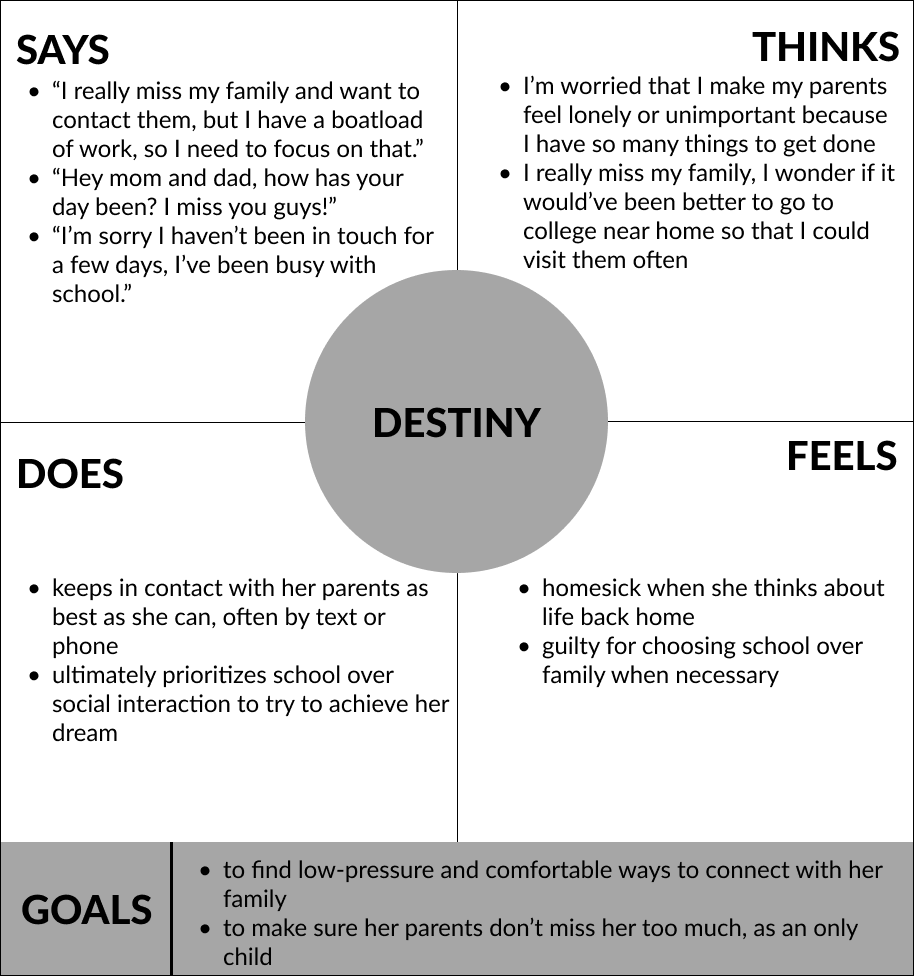 SAYS
• “I really miss my family and want to
contact them, but I have a boatload
of work, so I need to focus on that.”
• “Hey mom and dad, how has your
day been? I miss you guys!”
• “I’m sorry I haven’t been in touch for
a few days, I’ve been busy with
school.”
THINKS
• I’m worried that I make my parents
feel lonely or unimportant because
I have so many things to get done
• I really miss my family, I wonder if it
would’ve been better to go to
college near home so that I could
visit them often
DESTINY
DOES
• keeps in contact with her parents as
best as she can, often by text or
phone
• ultimately prioritizes school over
social interaction to try to achieve her
dream
FEELS
• homesick when she thinks about
life back home
• guilty for choosing school over
family when necessary
GOALS
• to find low-pressure and comfortable ways to connect with her
family
• to make sure her parents don’t miss her too much, as an only
child